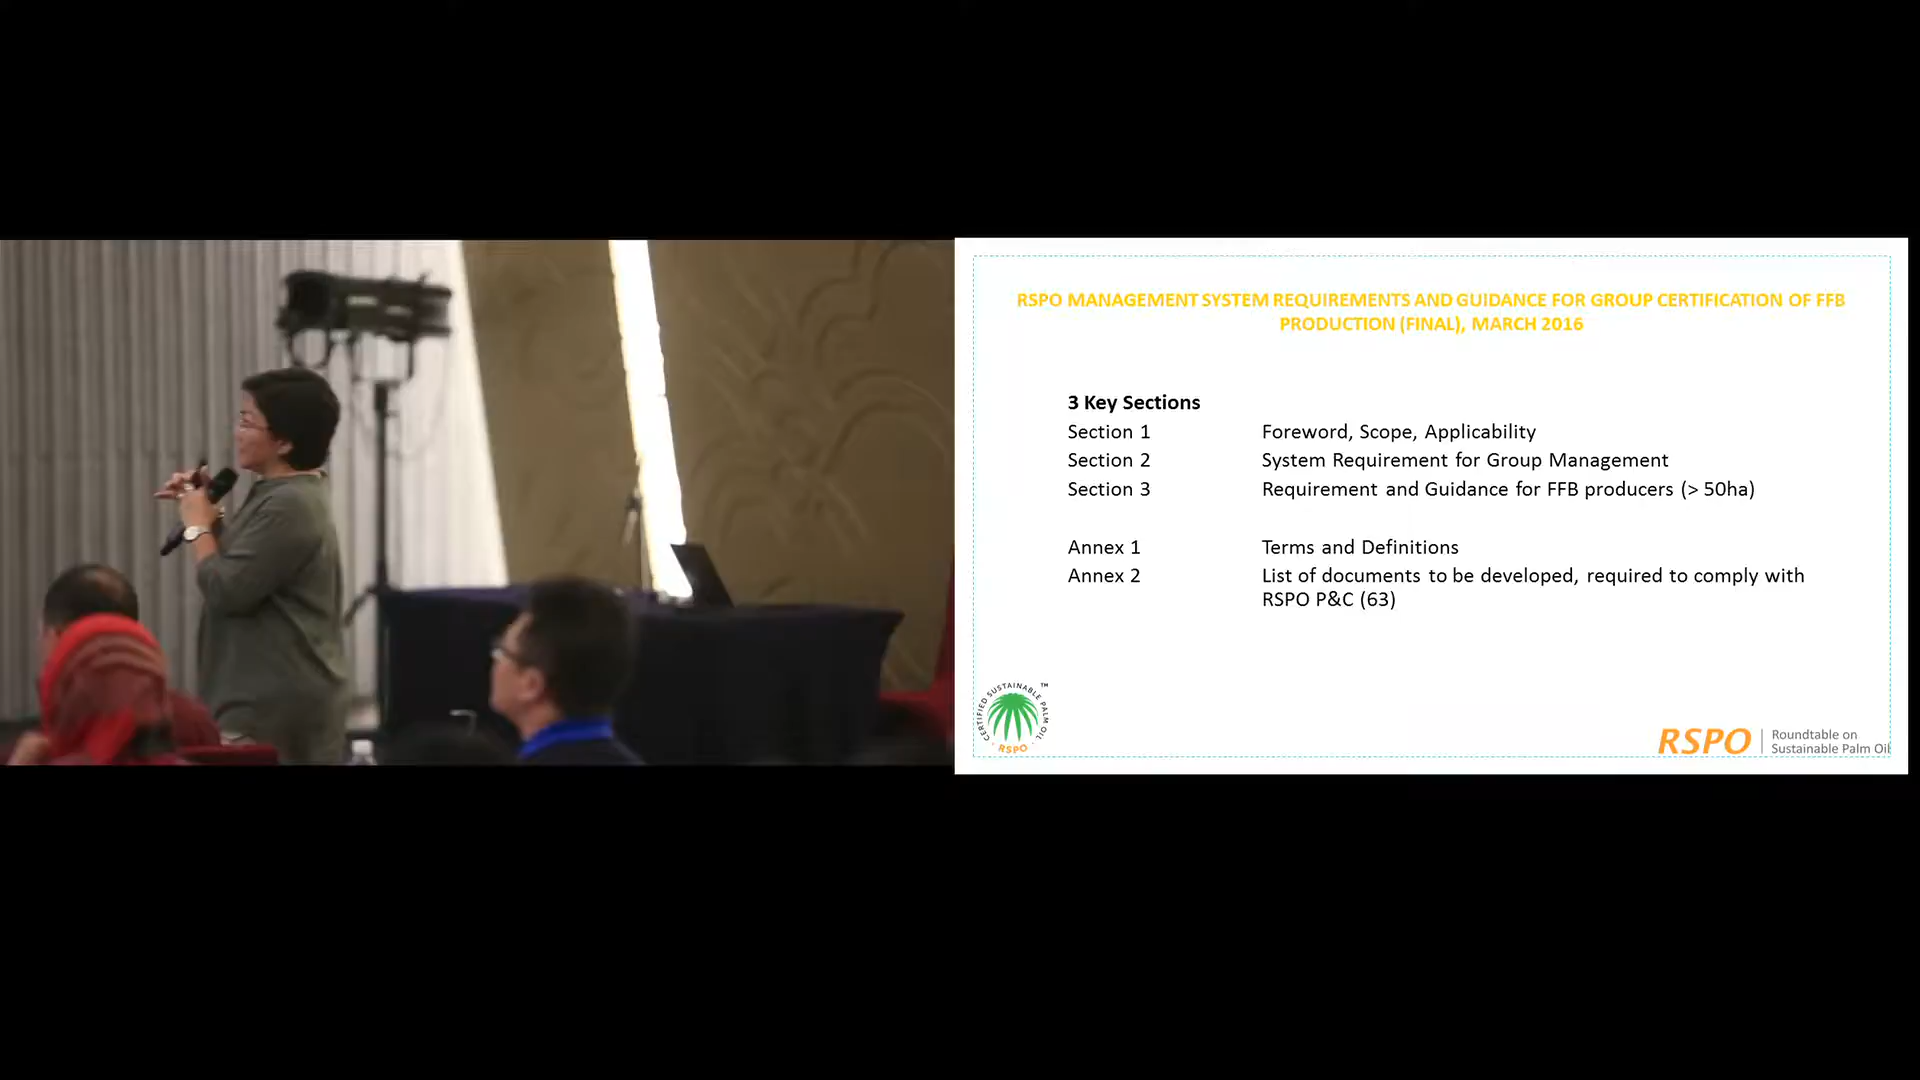 RSPO MANAGEMENT SYSTEM REQUIREMENTS AND GUIDANCE FOR GROUP CERTIFICATION OF FFB
PRODUCTION (FINAL), MARCH 2016
3 Key Sections
Section 1 Foreword, Scope, Applicability
Section 2 System Requirement for Group Management
Section 3 Requirement and Guidance for FFB producers (> 50ha)
Annex 1 Terms and Definitions
Annex 2 List of documents to be developed, required to comply with
RSPO P&C (63)
CERTIFIED SUSTAINABLE PALM OIL ™
RSPO
RSPO Roundtable on
Sustainable Palm Oil